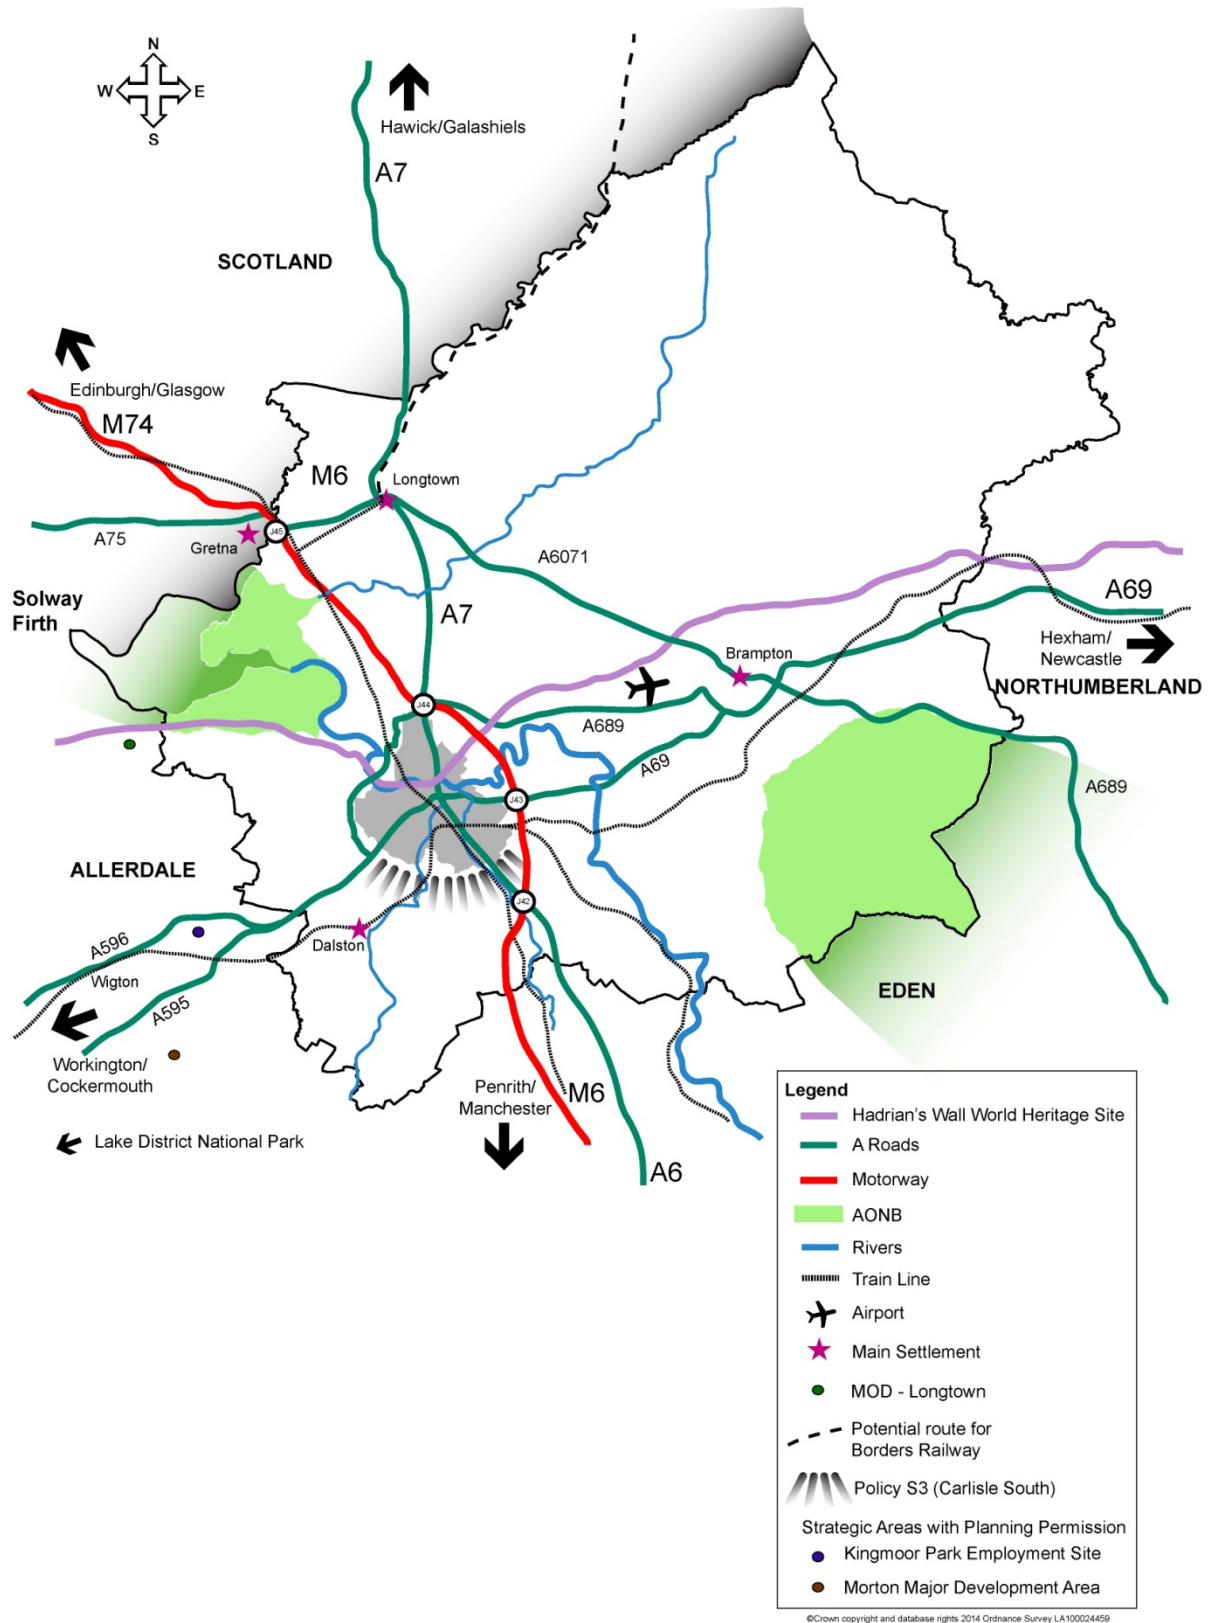 N
W
E
S
Hawick/Galashiels
A7
SCOTLAND
Edinburgh/Glasgow
M74
M6
Longtown
J45
A75
Gretna
A6071
Solway
Firth
A7
A69
Hexham/
Newcastle
Brampton
NORTHUMBERLAND
J44
A689
A69
A689
J43
ALLERDALE
J42
Dalston
A596
Wigton
A595
EDEN
Workington/
Cockermouth
Penrith/
Manchester
M6
Lake District National Park
A6
Legend
Hadrian's Wall World Heritage Site
A Roads
Motorway
AONB
Rivers
Train Line
Airport
Main Settlement
MOD - Longtown
Potential route for
Borders Railway
Policy S3 (Carlisle South)
Strategic Areas with Planning Permission
Kingmoor Park Employment Site
Morton Major Development Area
©Crown copyright and database rights 2014 Ordnance Survey LA100024459